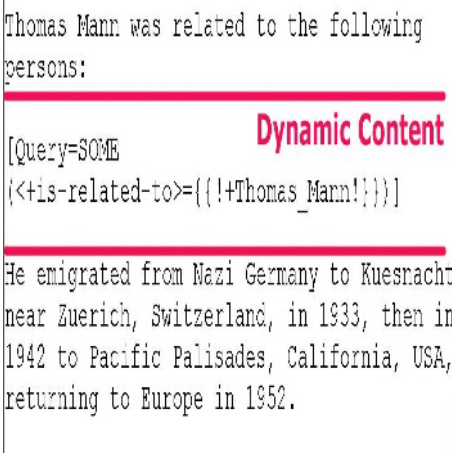 Thomas Mann was related to the following
persons:
Dynamic Content
[Query=SOME
(<+is-related-to>={{!+Thomas_Mann!}})]
He emigrated from Nazi Germany to Kuesnacht
near Zuerich, Switzerland, in 1933, then in
1942 to Pacific Palisades, California, USA,
returning to Europe in 1952.